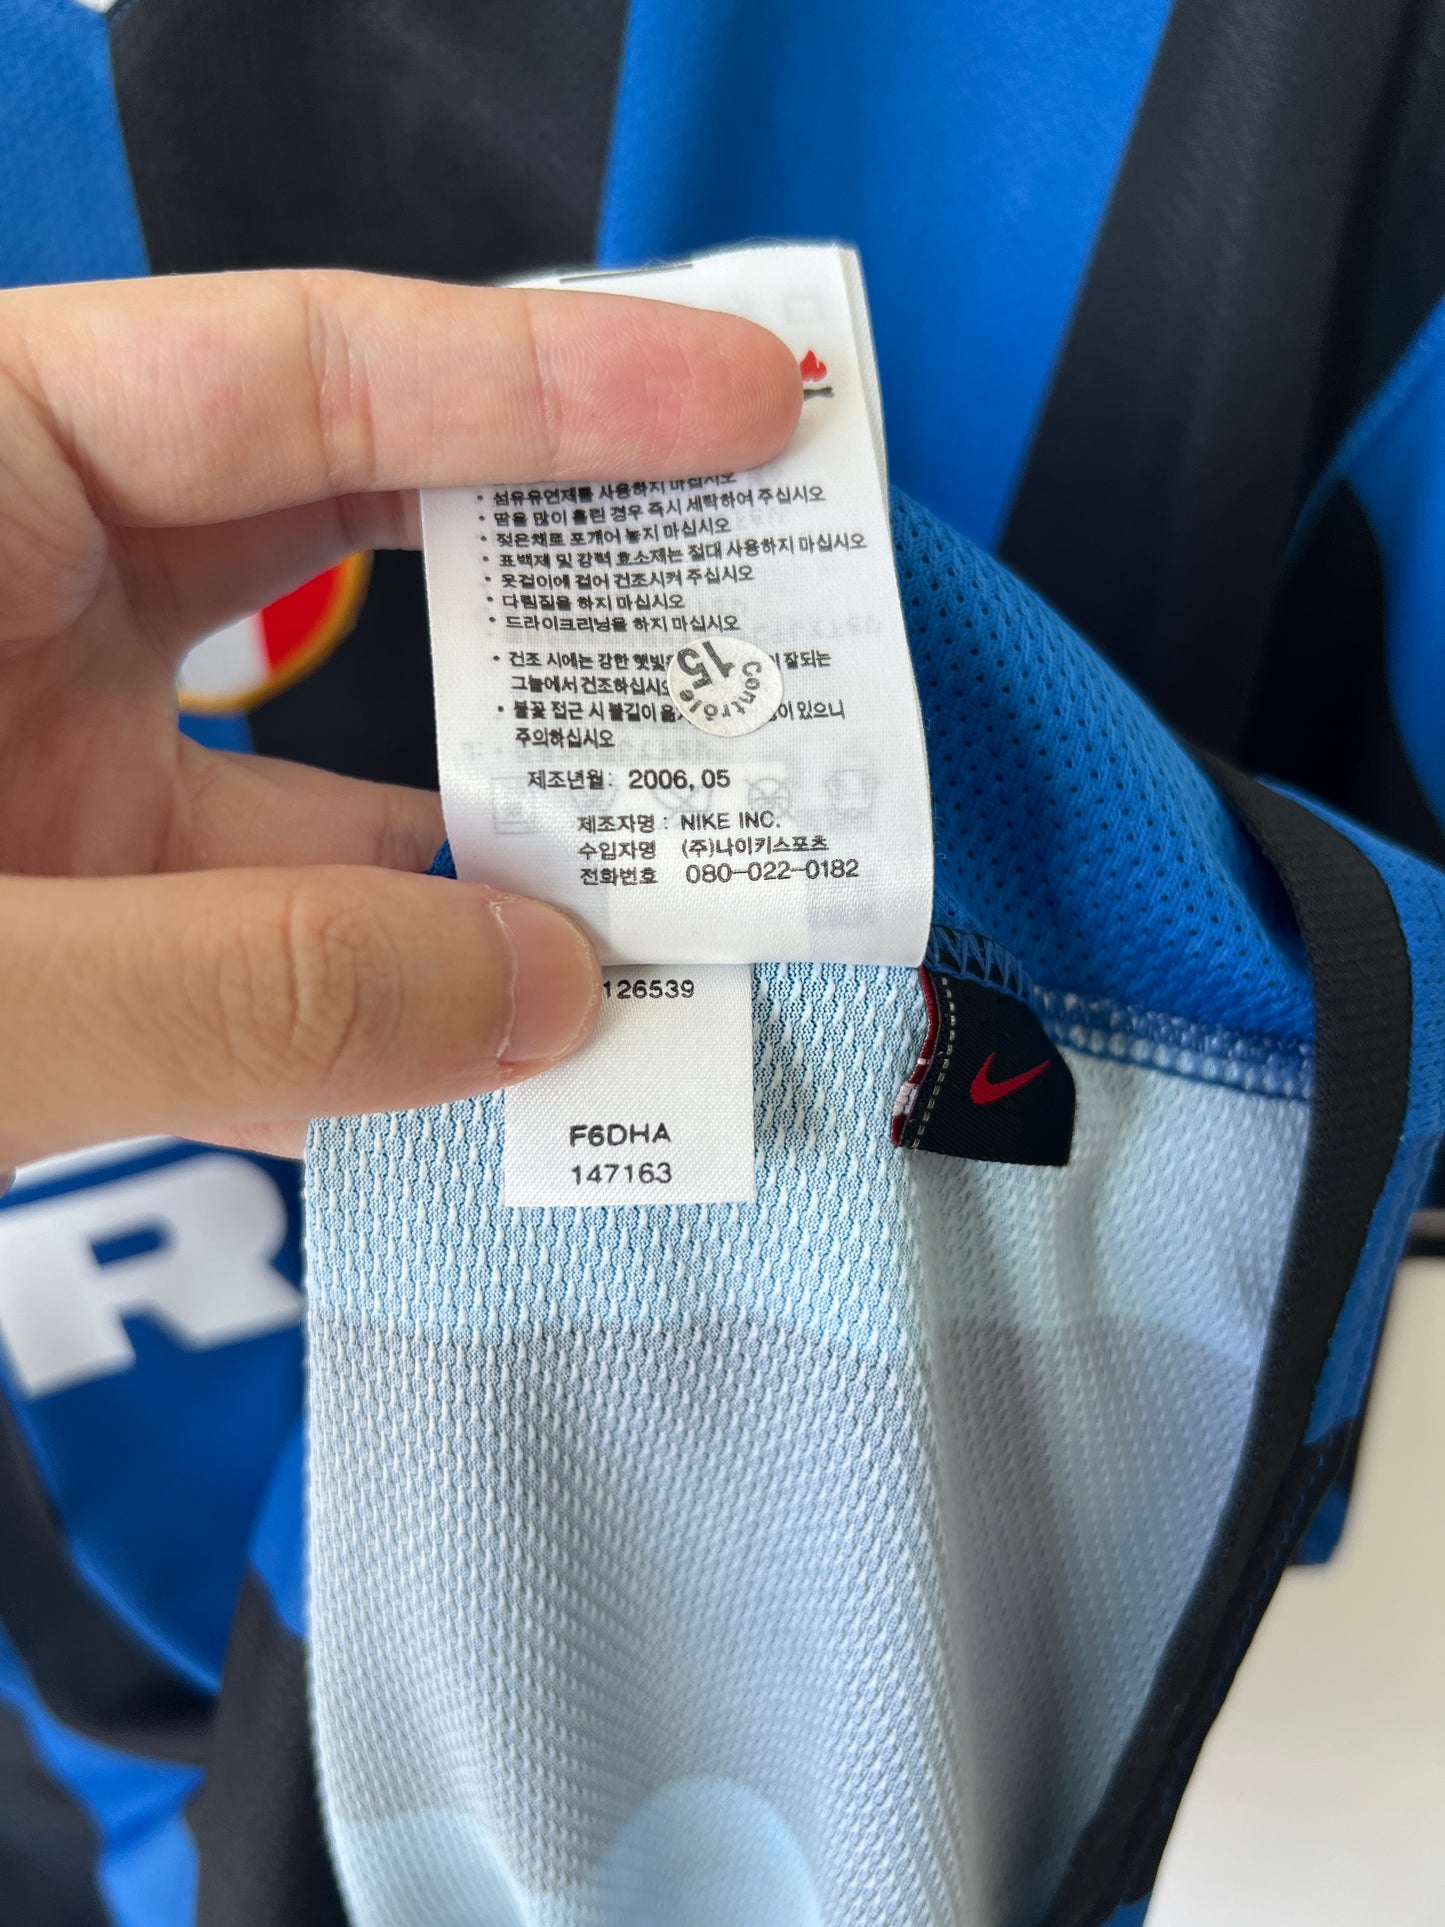 · 섬유유연제를 사용하지 마십시오
· 땀을 많이 흘린 경우 즉시 세탁하여 주십시오
· 젖은채로 포개어 놓지 마십시오
· 표백제 및 강력 효소제는 절대 사용하지 마십시오
· 옷걸이에 걸어 건조시켜 주십시오
· 다림질을 하지 마십시오
· 드라이크리닝을 하지 마십시오
· 건조 시에는 강한 햇빛 잘되는
그늘에서 건조하십시오
· 불꽃 접근 시 불길이 있으니
주의하십시오
15
Contrôle
제조년월: 2006, 05
제조자명 : NIKE INC.
수입자명 (주)나이키스포츠
전화번호 080-022-0182
126539
F6DHA
147163
R